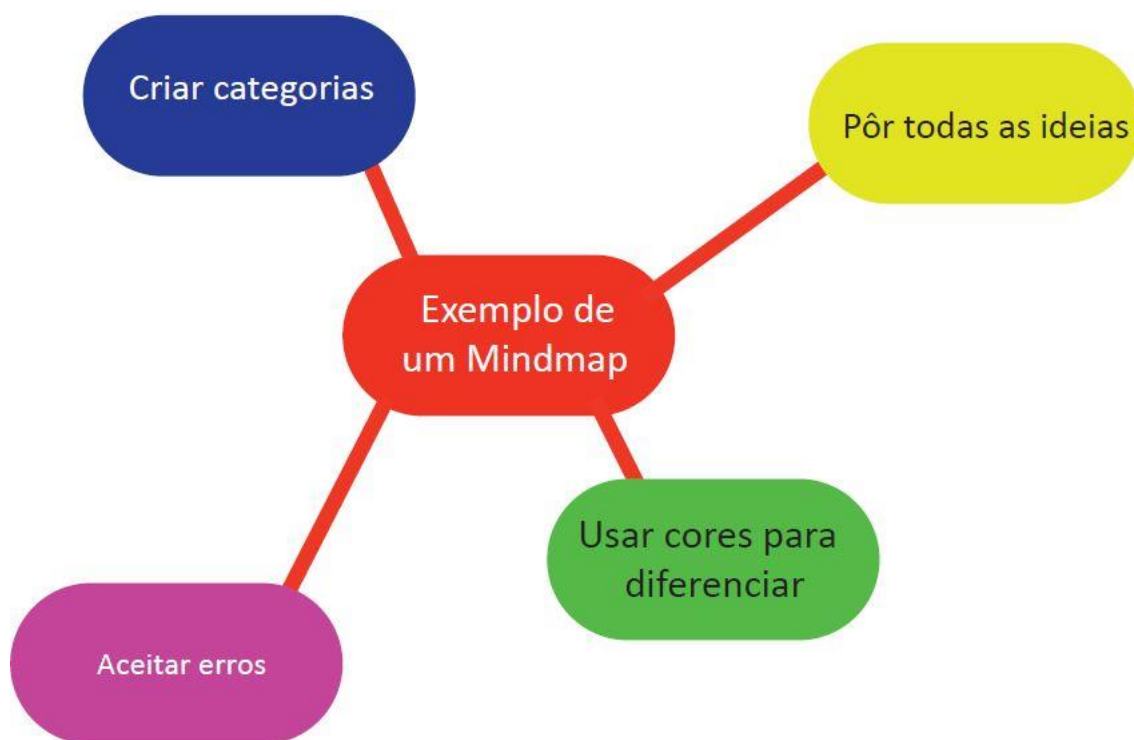 Criar categorias
Pôr todas as ideias
Exemplo de
um Mindmap
Usar cores para
diferenciar
Aceitar erros